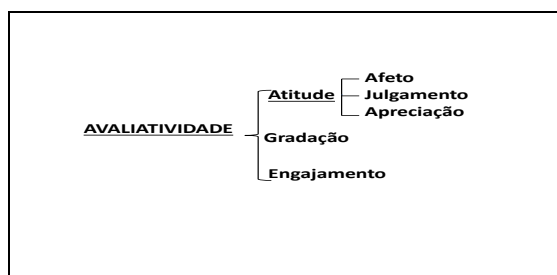 Afeto
Atitude
Julgamento
Apreciação
AVALIATIVIDADE
Gradação
Engajamento